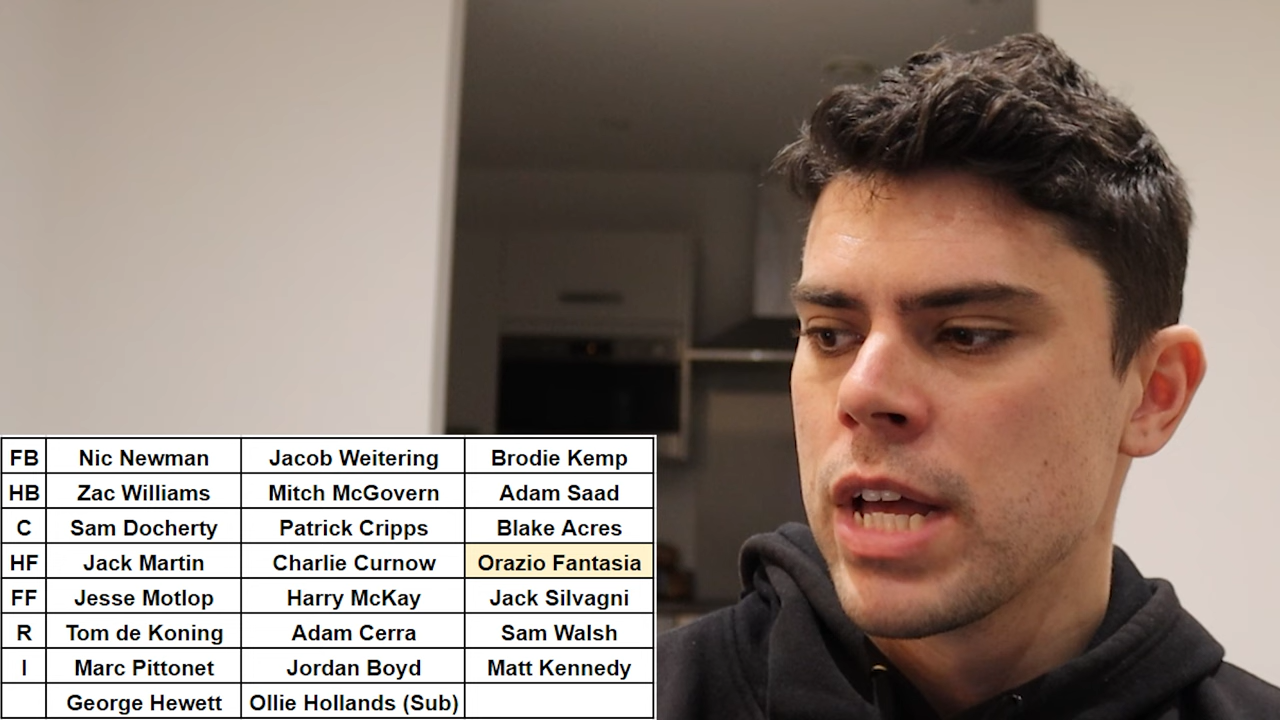 FB Nic Newman Jacob Weitering Brodie Kemp
HB Zac Williams Mitch McGovern Adam Saad
C Sam Docherty Patrick Cripps Blake Acres
HF Jack Martin Charlie Curnow Orazio Fantasia
FF Jesse Motlop Harry McKay Jack Silvagni
R Tom de Koning Adam Cerra Sam Walsh
I Marc Pittonet Jordan Boyd Matt Kennedy
George Hewett Ollie Hollands (Sub)